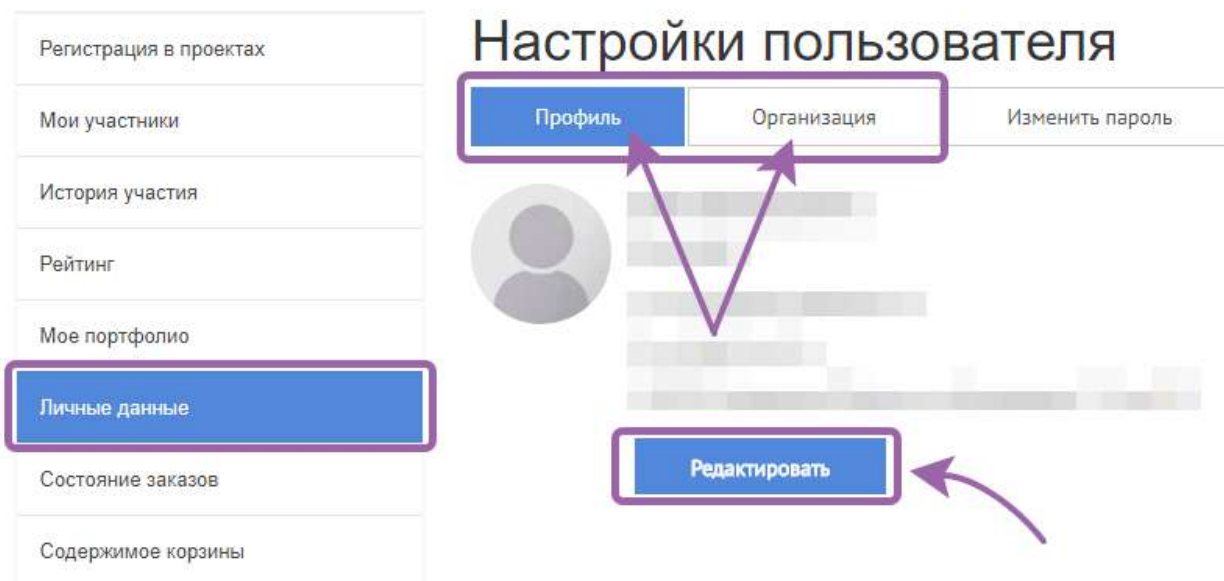 Регистрация в проектах
Мои участники
История участия
Рейтинг
Мое портфолио
Личные данные
Состояние заказов
Содержимое корзины
Настройки пользователя
Профиль
Организация
Изменить пароль
Редактировать